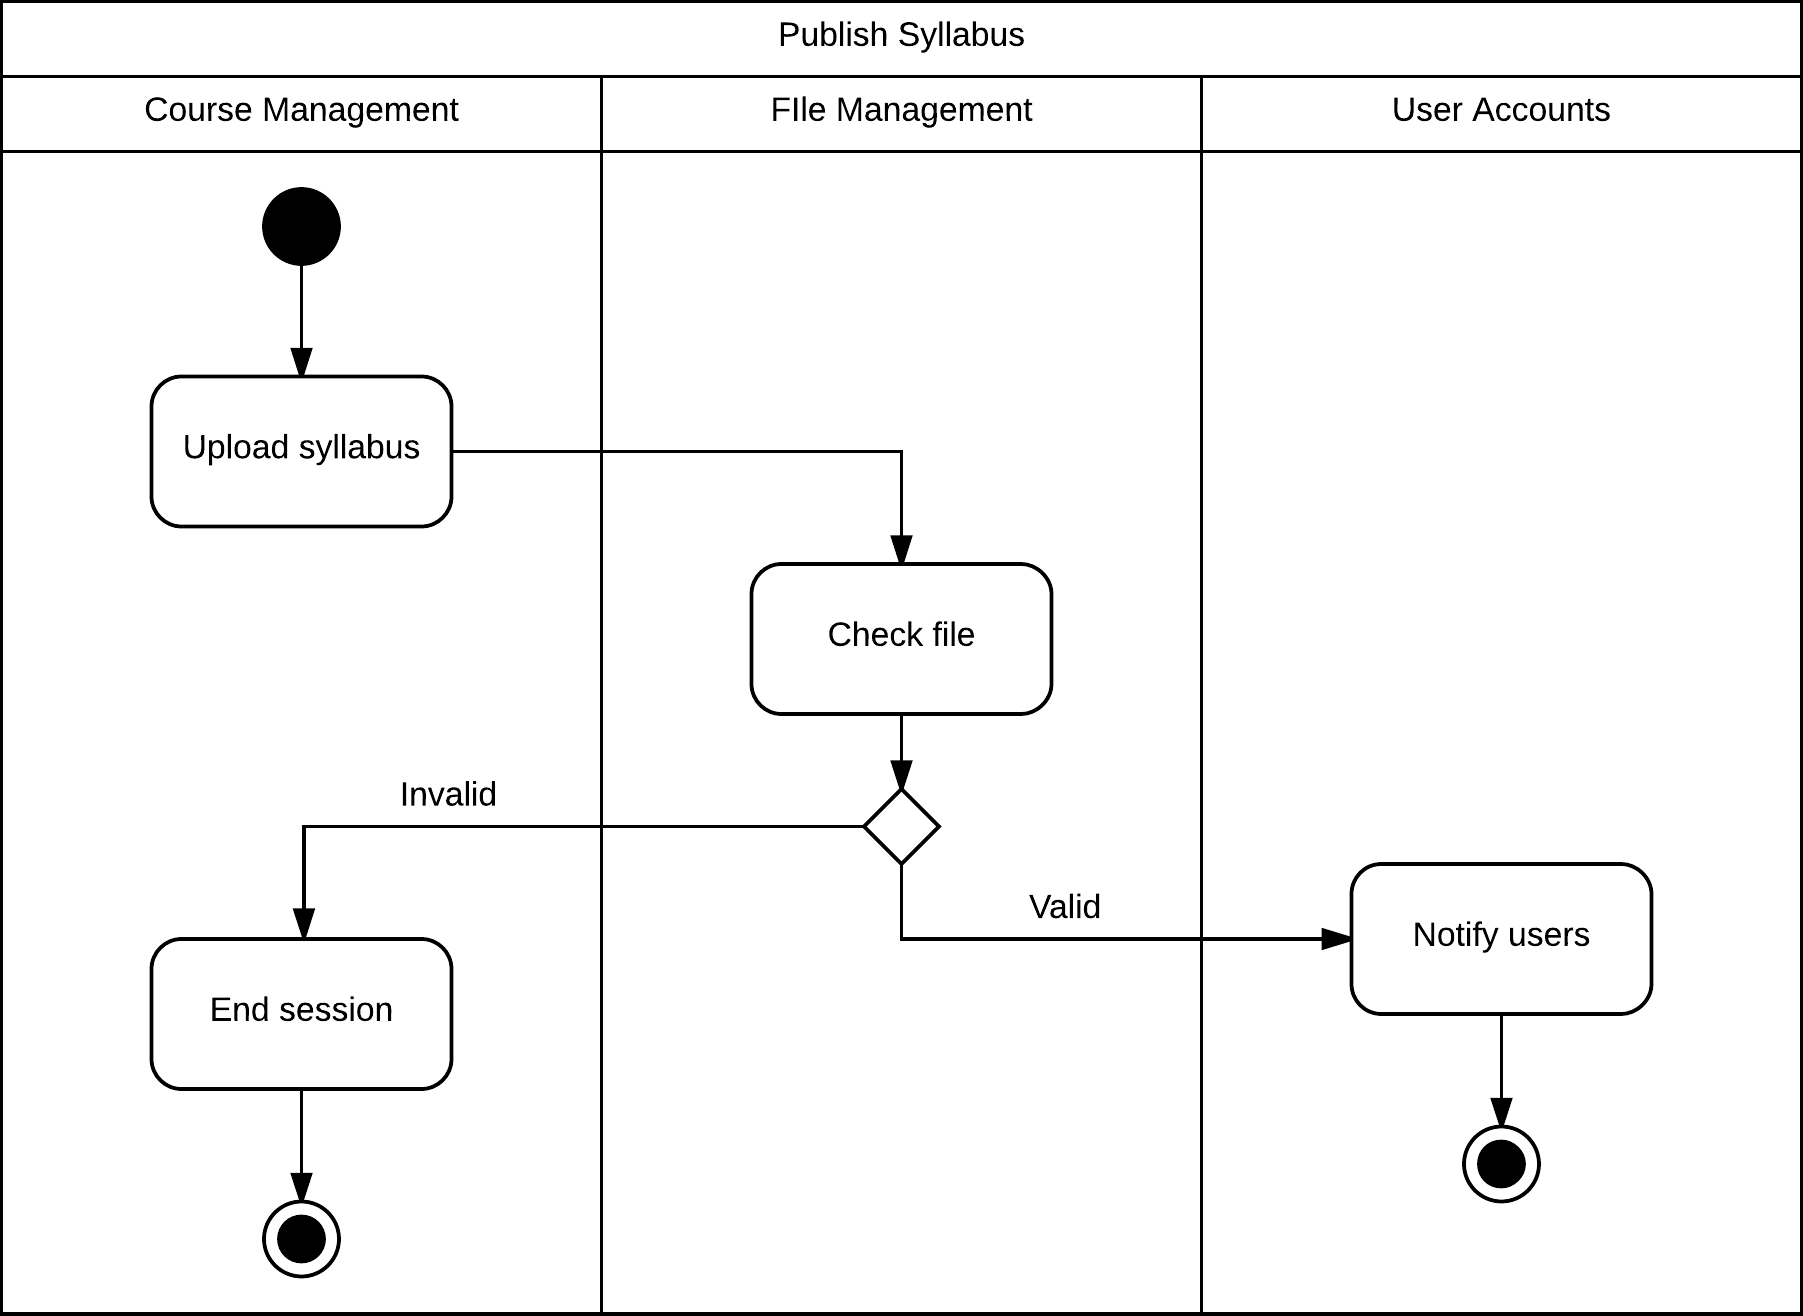 Publish Syllabus
Course Management
FIle Management
User Accounts
Upload syllabus
Check file
Invalid
Valid
Notify users
End session